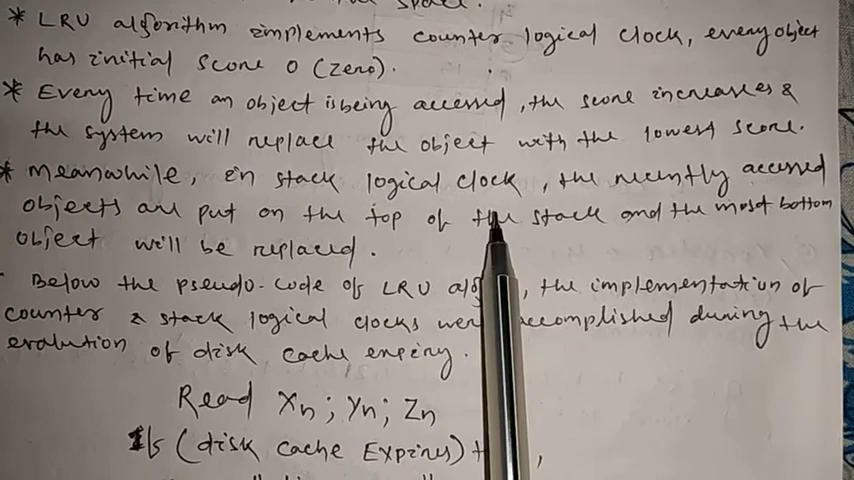 space.
* LRU algorithm implements counter logical clock, every object
has initial score 0 (zero).
* Every time an object is being accessed, the score increases &
the system will replace the object with the lowest score.
* Meanwhile, in stack logical clock, the recently accessed
objects are put on the top of the stack and the most bottom
object will be replaced.
Below the pseudo-code of LRU, the implementation of
counter & stack logical clocks accomplished during the
evalution of disk cache enpiry.
Read Xn; Yn; Zn
If (disk cache Expires)